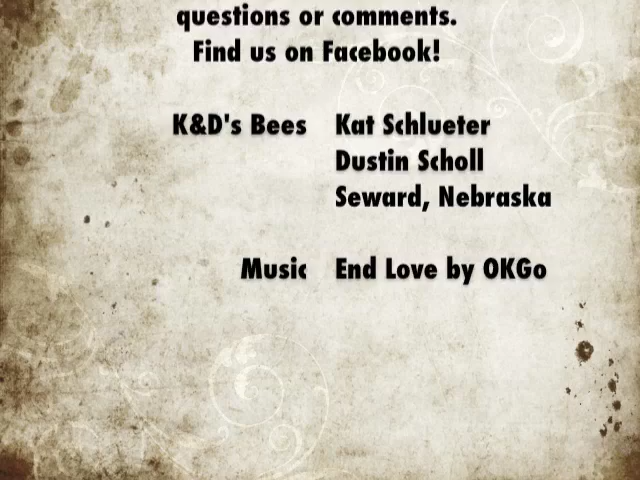 questions or comments.
Find us on Facebook!
K&D's Bees Kat Schlueter
Dustin Scholl
Seward, Nebraska
Music End Love by OKGo